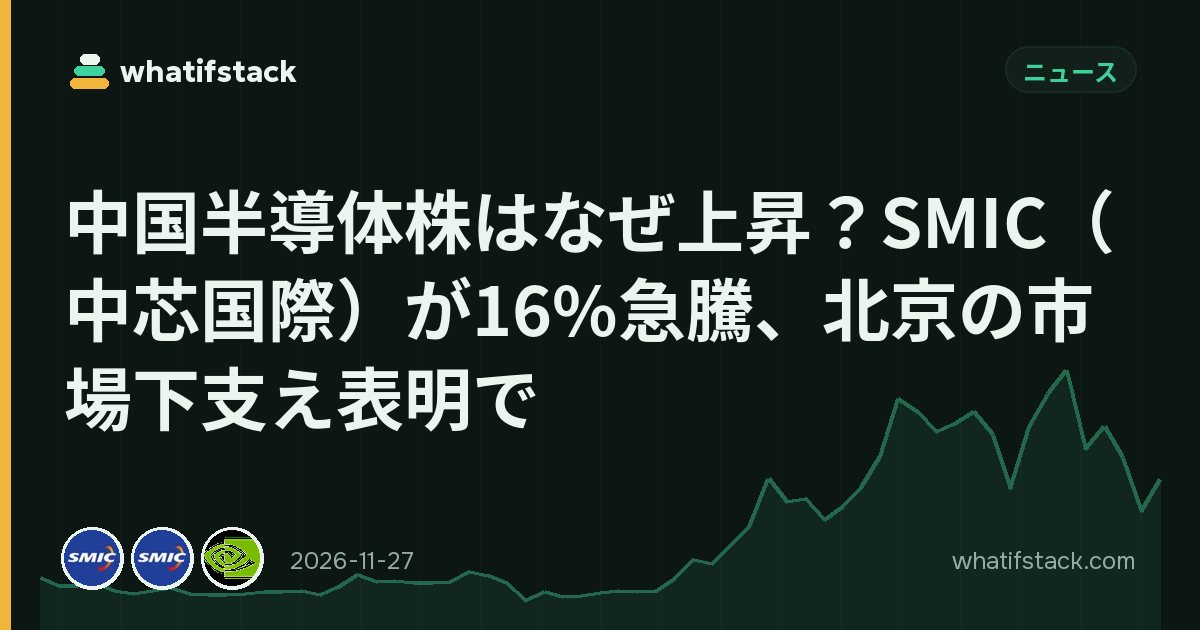 whatifstack
ニュース
中国半導体株はなぜ上昇？SMIC（
中芯国際）が16%急騰、北京の市
場下支え表明で
SMIC
SMIC
2026-11-27
whatifstack.com